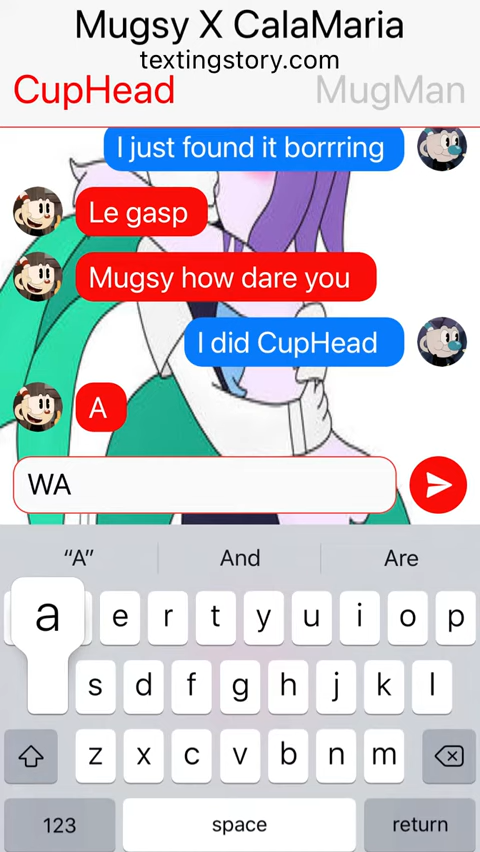 Mugsy X CalaMaria
textingstory.com
CupHead MugMan
I just found it borrring
Le gasp
Mugsy how dare you
I did CupHead
A
WA
“A” And Are
a e r t y u i o p
s d f g h j k l
z x c v b n m
123 space return